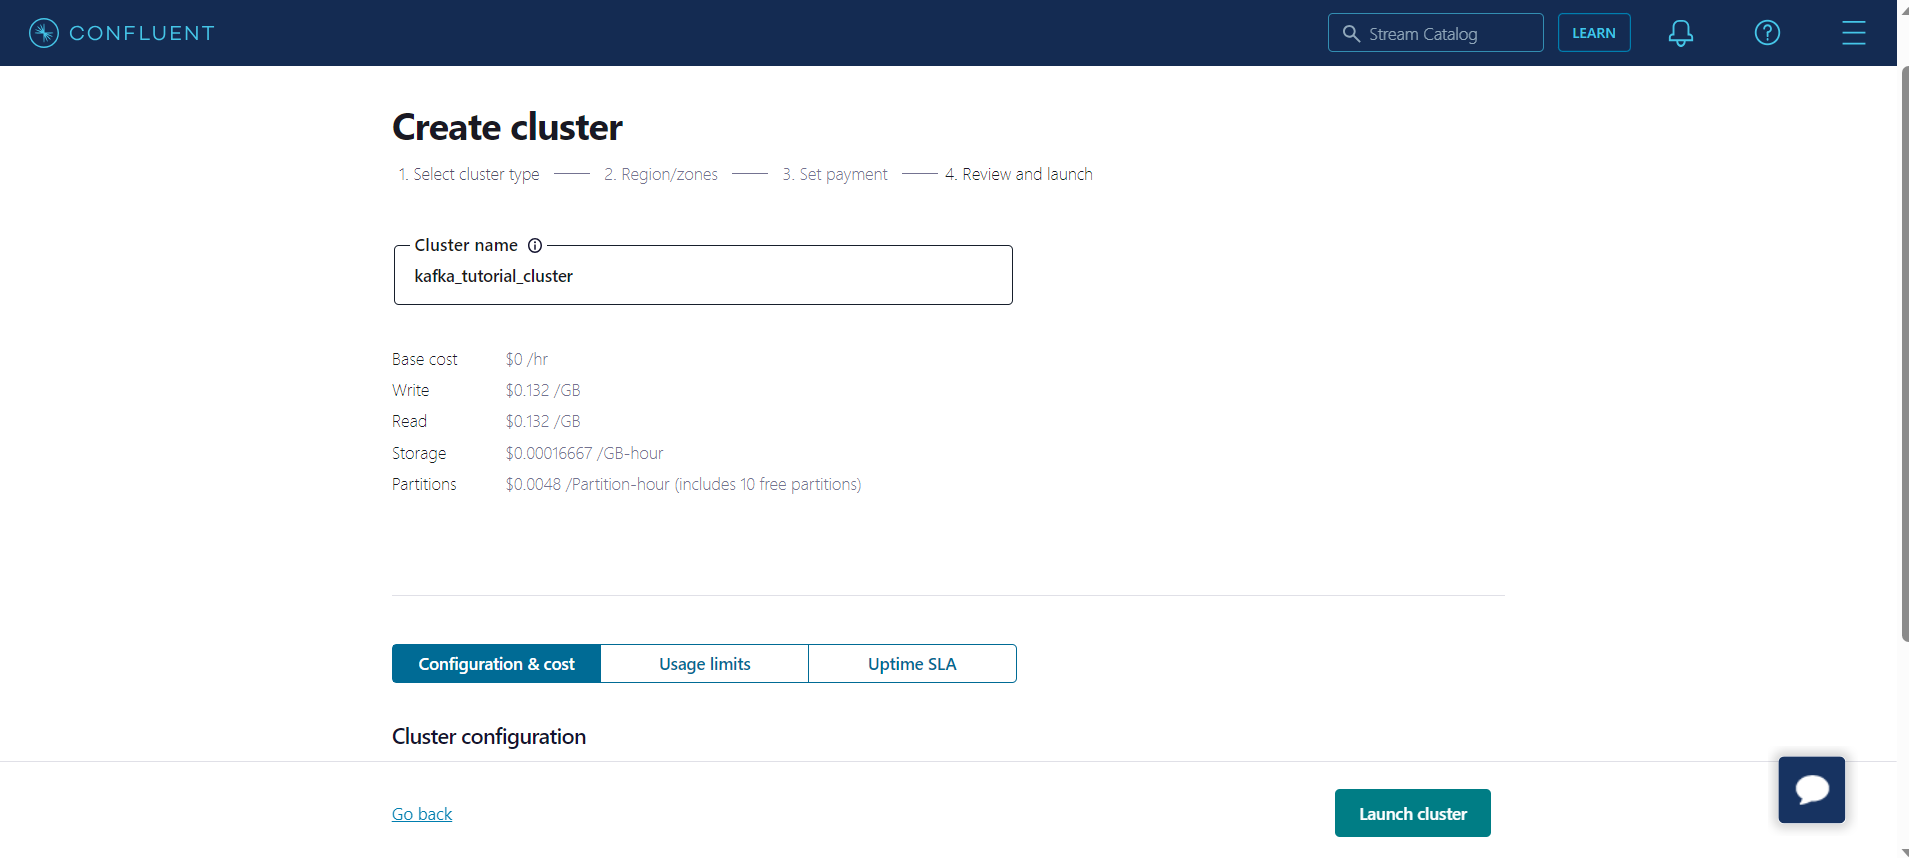 CONFLUENT
Stream Catalog
LEARN
Create cluster
1. Select cluster type
2. Region/zones
3. Set payment
4. Review and launch
Cluster name
kafka_tutorial_cluster
Base cost $0 /hr
Write $0.132 /GB
Read $0.132 /GB
Storage $0.00016667 /GB-hour
Partitions $0.0048 /Partition-hour (includes 10 free partitions)
Configuration & cost
Usage limits
Uptime SLA
Cluster configuration
Go back
Launch cluster